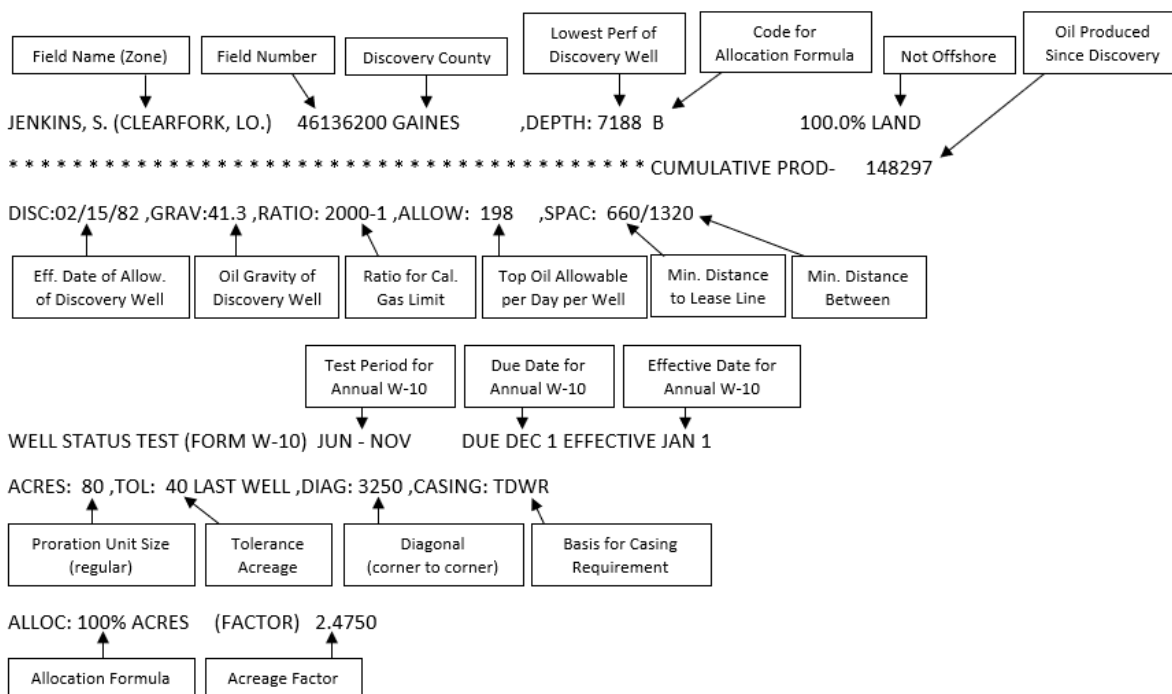 Lowest Perf of
Discovery Well
Code for
Allocation Formula
Oil Produced
Since Discovery
Field Name (Zone)
Field Number
Discovery County
Not Offshore
JENKINS, S. (CLEARFORK, LO.) 46136200 GAINES ,DEPTH: 7188 B 100.0% LAND
* * * * * * * * * * * * * * * * * * * * * * * * * * * * * * * * * * * * * * * * CUMULATIVE PROD- 148297
DISC:02/15/82 ,GRAV:41.3 ,RATIO: 2000-1 ,ALLOW: 198 ,SPAC: 660/1320
Eff. Date of Allow.
of Discovery Well
Oil Gravity of
Discovery Well
Ratio for Cal.
Gas Limit
Top Oil Allowable
per Day per Well
Min. Distance
to Lease Line
Min. Distance
Between
Test Period for
Annual W-10
Due Date for
Annual W-10
Effective Date for
Annual W-10
WELL STATUS TEST (FORM W-10) JUN - NOV DUE DEC 1 EFFECTIVE JAN 1
ACRES: 80 ,TOL: 40 LAST WELL ,DIAG: 3250 ,CASING: TDWR
Proration Unit Size
(regular)
Tolerance
Acreage
Diagonal
(corner to corner)
Basis for Casing
Requirement
ALLOC: 100% ACRES (FACTOR) 2.4750
Allocation Formula
Acreage Factor